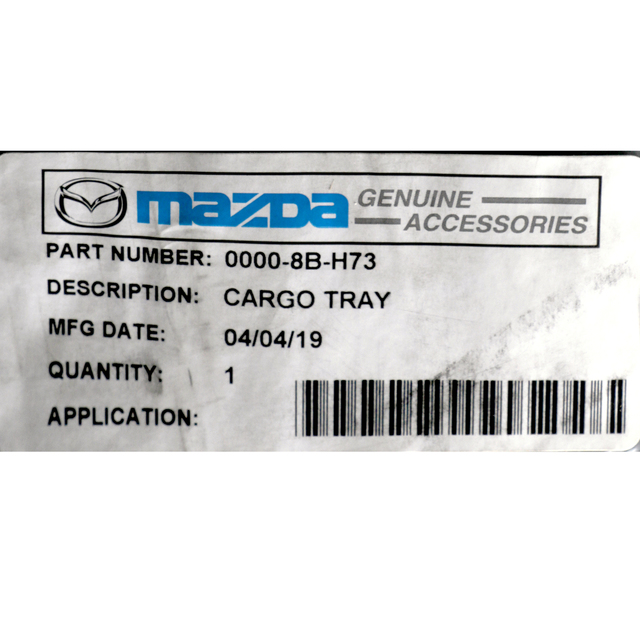 mazda GENUINE ACCESSORIES
PART NUMBER: 0000-8B-H73
DESCRIPTION: CARGO TRAY
MFG DATE: 04/04/19
QUANTITY: 1
APPLICATION: